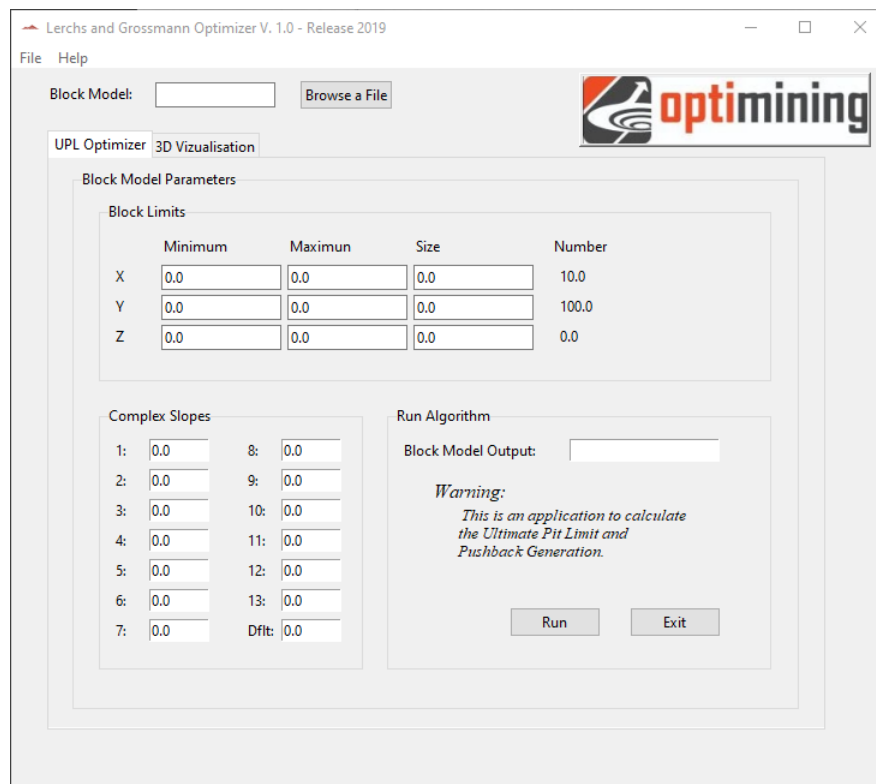 Lerchs and Grossmann Optimizer V. 1.0 - Release 2019
File Help
Block Model: Browse a File
optimining
UPL Optimizer 3D Vizualisation
Block Model Parameters
Block Limits
Minimum Maximun Size Number
X 0.0 0.0 0.0 10.0
Y 0.0 0.0 0.0 100.0
Z 0.0 0.0 0.0 0.0
Complex Slopes
1: 0.0 8: 0.0
2: 0.0 9: 0.0
3: 0.0 10: 0.0
4: 0.0 11: 0.0
5: 0.0 12: 0.0
6: 0.0 13: 0.0
7: 0.0 Dflt: 0.0
Run Algorithm
Block Model Output:
Warning:
This is an application to calculate
the Ultimate Pit Limit and
Pushback Generation.
Run Exit